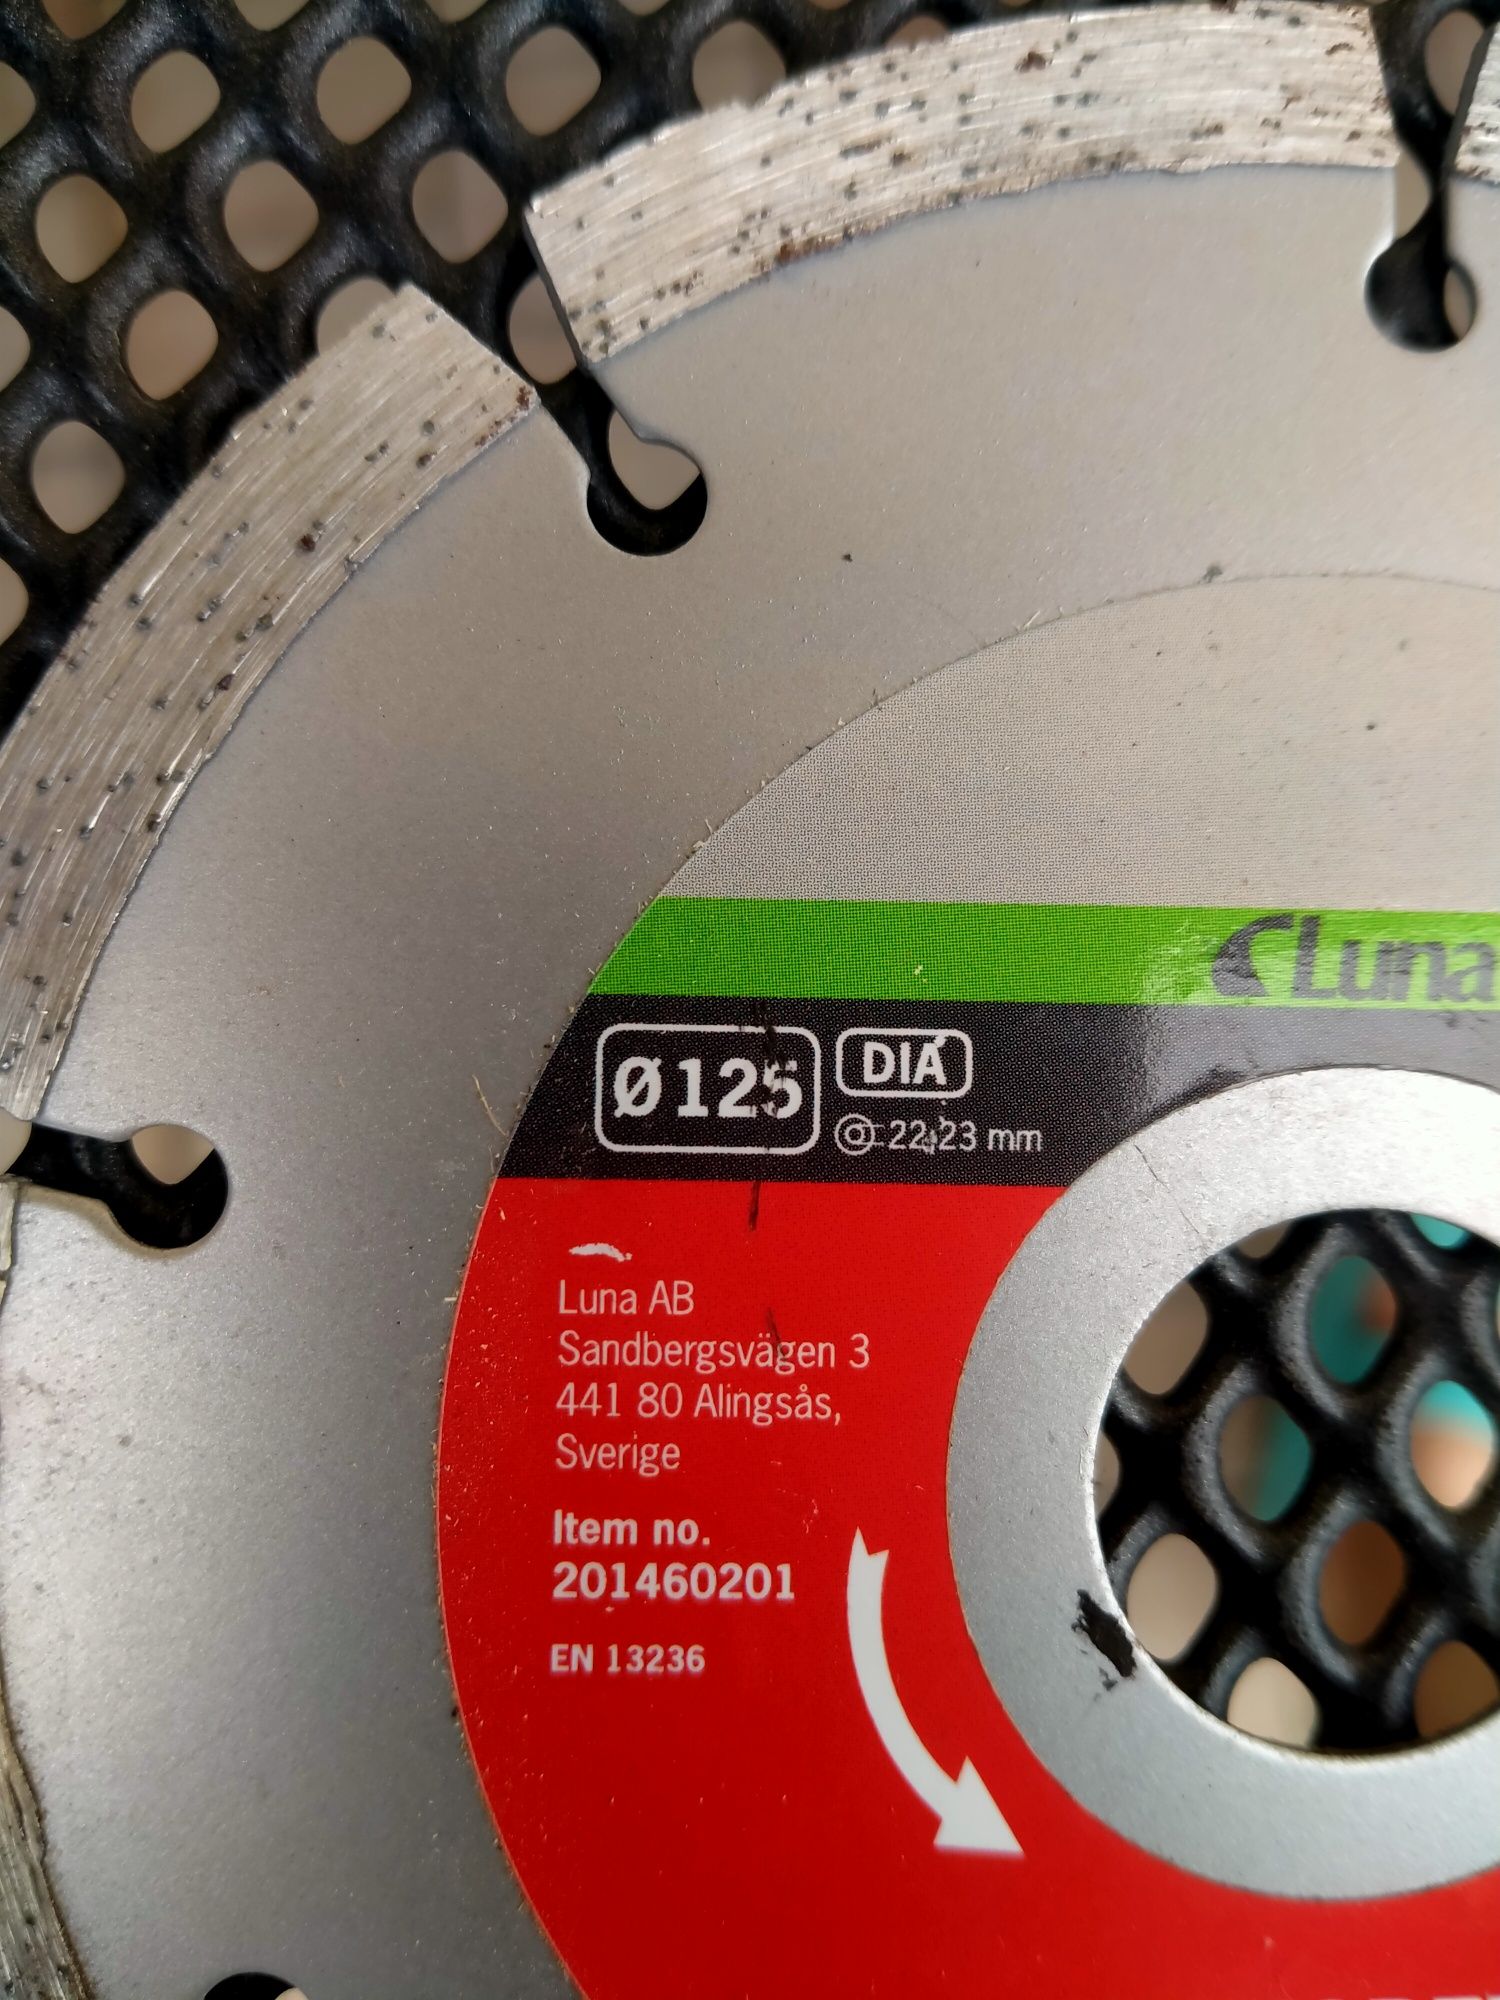 Luna
Ø125 DIA
22,23 mm
Luna AB
Sandbergsvägen 3
441 80 Alingsås,
Sverige
Item no.
201460201
EN 13236